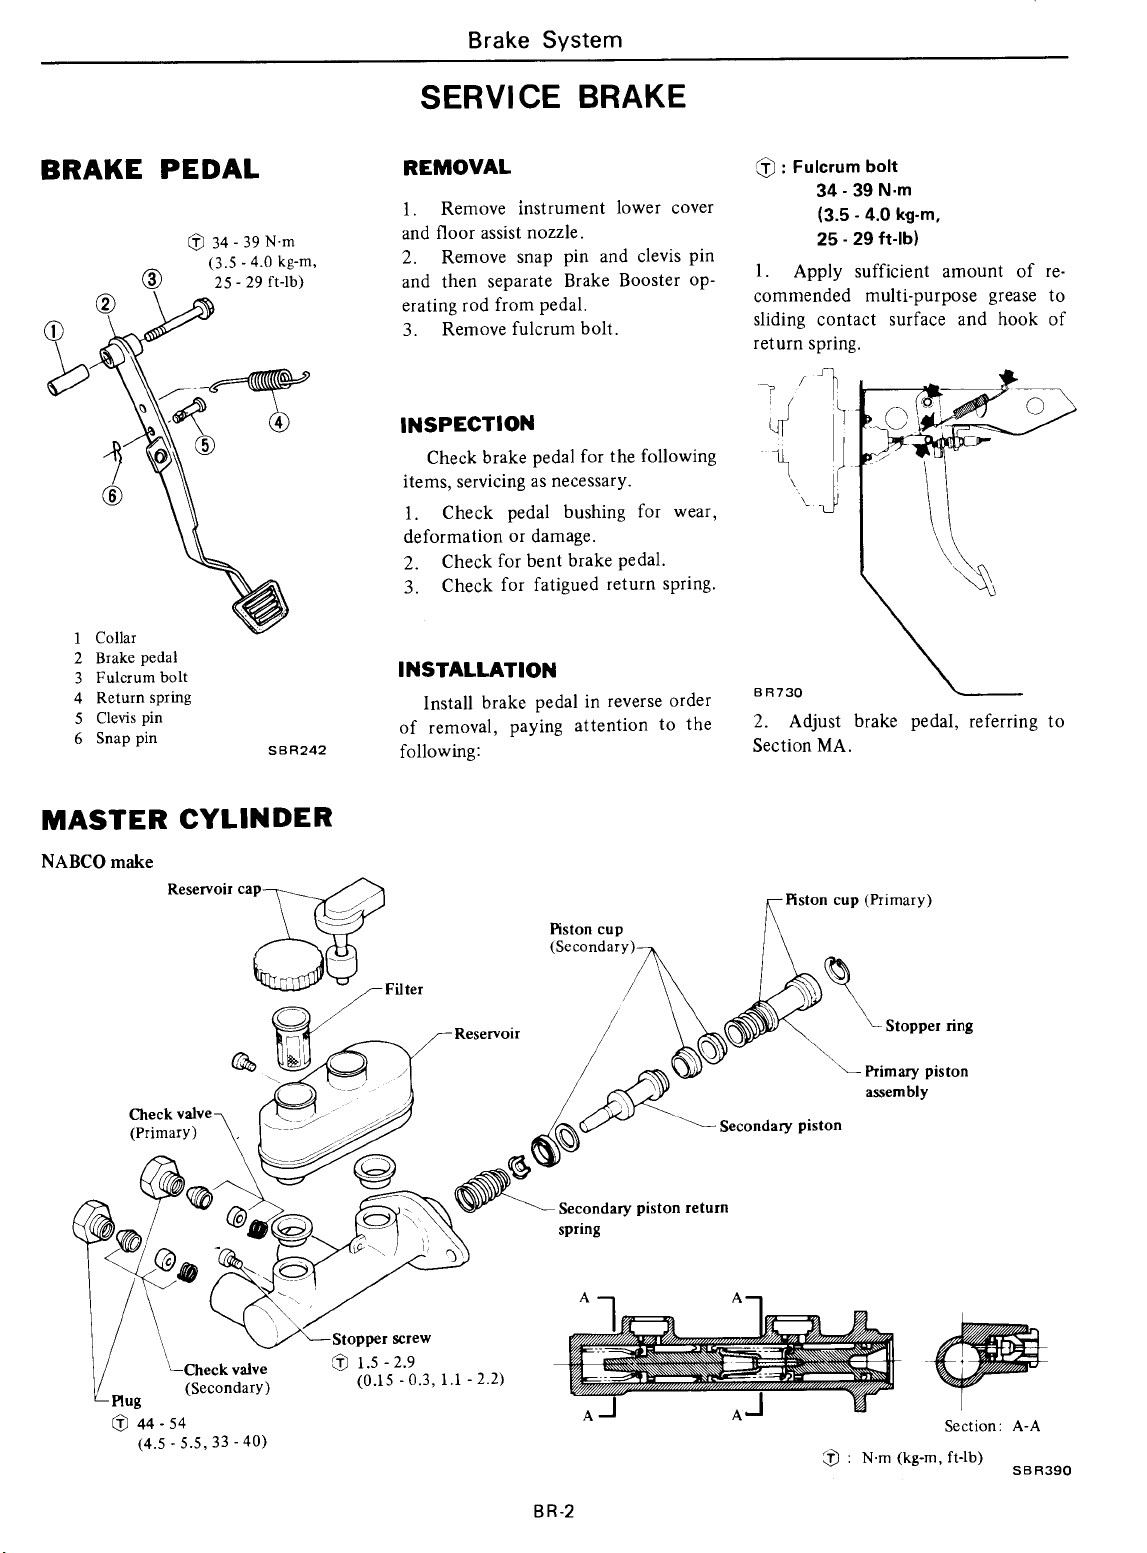 Brake System
SERVICE BRAKE
BRAKE PEDAL
Ⓣ 34 - 39 N·m
(3.5 - 4.0 kg-m,
25 - 29 ft-lb)
③
②
①
④
⑤
⑥
1 Collar
2 Brake pedal
3 Fulcrum bolt
4 Return spring
5 Clevis pin
6 Snap pin
SBR242
REMOVAL
1. Remove instrument lower cover
and floor assist nozzle.
2. Remove snap pin and clevis pin
and then separate Brake Booster op-
erating rod from pedal.
3. Remove fulcrum bolt.
INSPECTION
Check brake pedal for the following
items, servicing as necessary.
1. Check pedal bushing for wear,
deformation or damage.
2. Check for bent brake pedal.
3. Check for fatigued return spring.
INSTALLATION
Install brake pedal in reverse order
of removal, paying attention to the
following:
Ⓣ : Fulcrum bolt
34 - 39 N·m
(3.5 - 4.0 kg-m,
25 - 29 ft-lb)
1. Apply sufficient amount of re-
commended multi-purpose grease to
sliding contact surface and hook of
return spring.
BR730
2. Adjust brake pedal, referring to
Section MA.
MASTER CYLINDER
NABCO make
Reservoir cap
Piston cup (Primary)
Piston cup
(Secondary)
Filter
Stopper ring
Reservoir
Primary piston
assembly
Check valve
(Primary)
Secondary piston
Secondary piston return
spring
Stopper screw
Ⓣ 1.5 - 2.9
(0.15 - 0.3, 1.1 - 2.2)
Check valve
(Secondary)
Plug
Ⓣ 44 - 54
(4.5 - 5.5, 33 - 40)
A A
A A
Section: A-A
Ⓣ : N·m (kg-m, ft-lb)
SBR390
BR-2